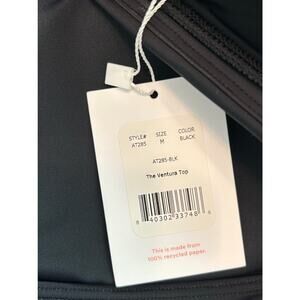 STYLE# SIZE COLOR
AT285 M BLACK
AT285-BLK
The Ventura Top
8 40302 33748 6
This is made from
100% recycled paper.